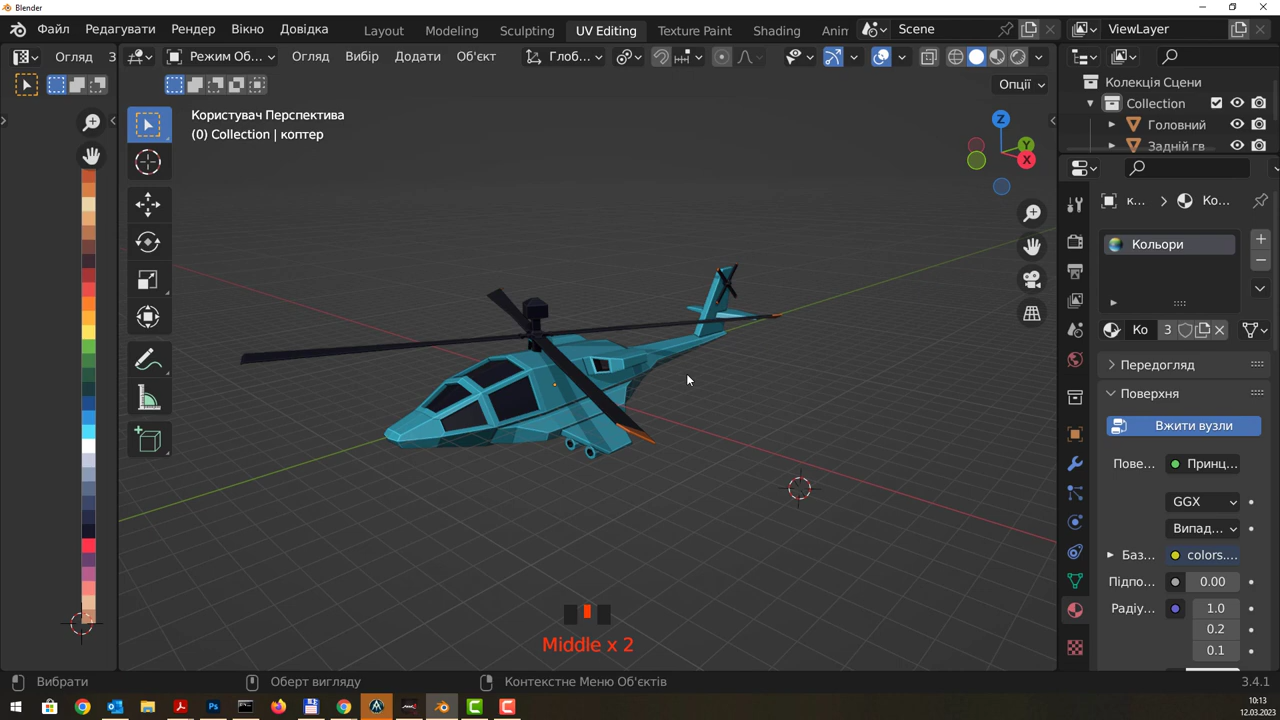 Blender
Файл Редагувати Рендер Вікно Довідка Layout Modeling Sculpting UV Editing Texture Paint Shading Anim Scene ViewLayer
Огляд З Режим Об... Огляд Вибір Додати Об'єкт Глоб...
Опції
Користувач Перспектива
(0) Collection | коптер
Z
Y
X
Колекція Сцени
Collection
Головний
Задній гв
к... Ко...
Кольори
Ко 3
Передогляд
Поверхня
Вжити вузли
Пове... Принц...
GGX
Випад...
Баз... colors....
Підпо... 0.00
Радіу... 1.0
0.2
0.1
Middle x 2
Вибрати Оберт вигляду Контекстне Меню Об'єктів 3.4.1
10:13
12.03.2023